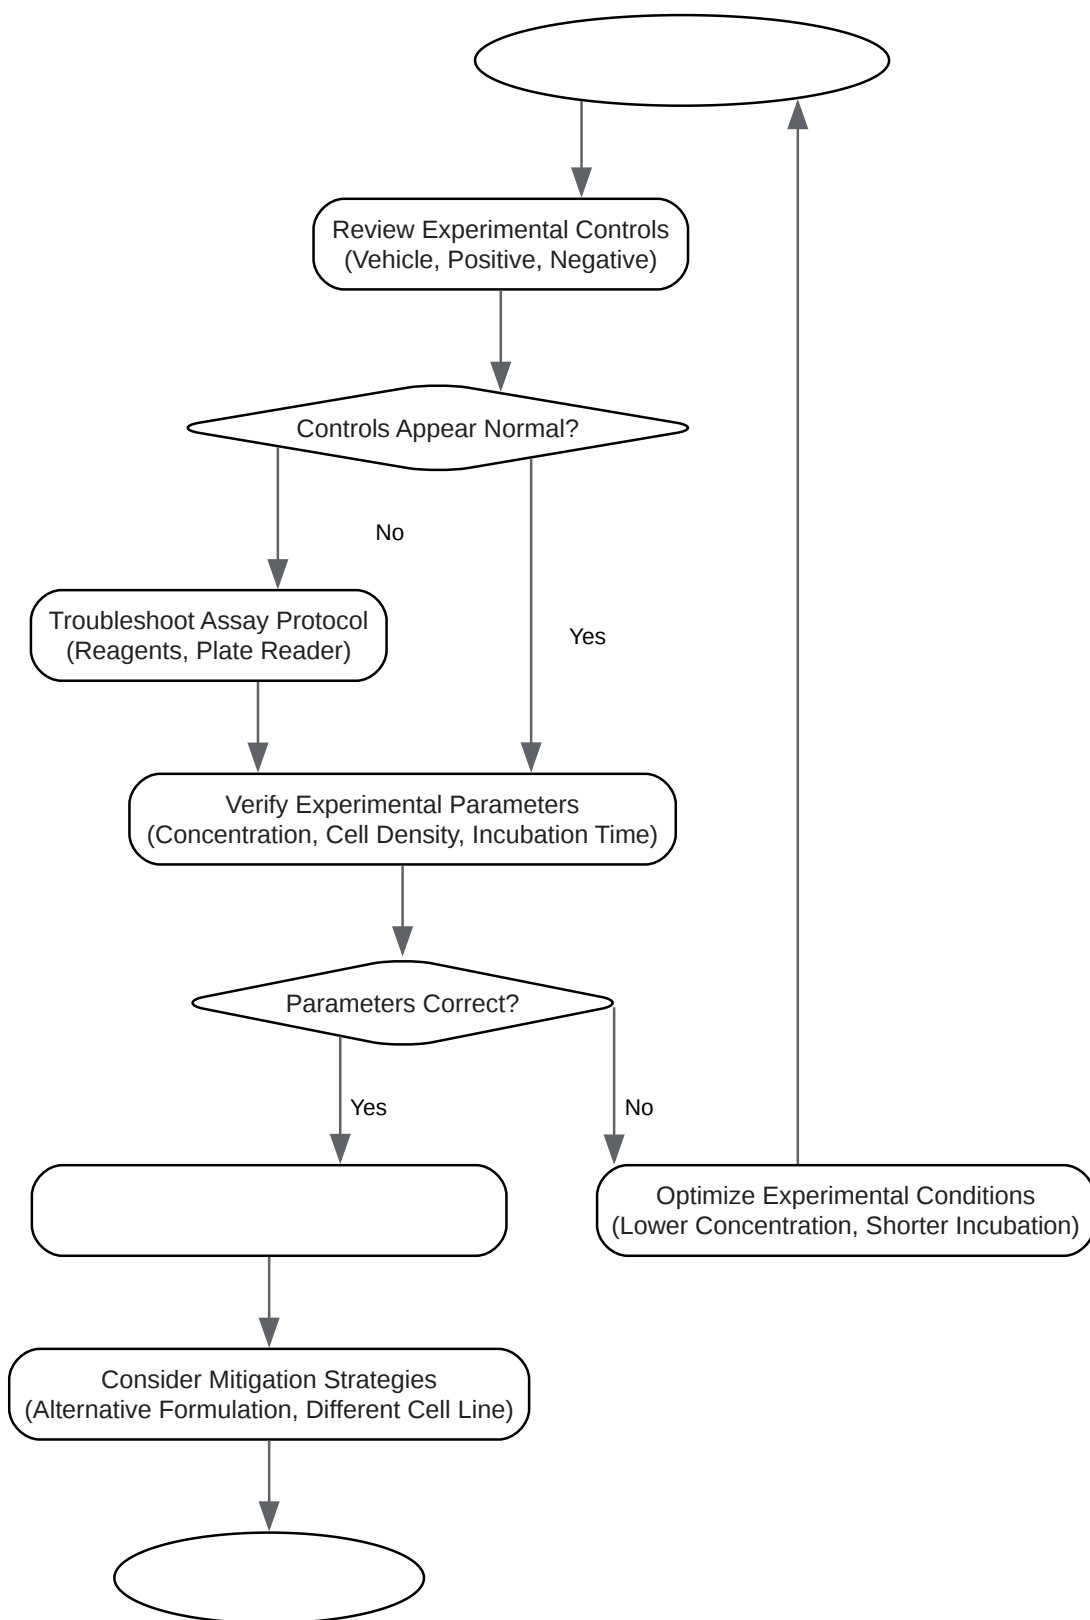 Review Experimental Controls
(Vehicle, Positive, Negative)
Controls Appear Normal?
No
Troubleshoot Assay Protocol
(Reagents, Plate Reader)
Yes
Verify Experimental Parameters
(Concentration, Cell Density, Incubation Time)
Parameters Correct?
Yes
No
Optimize Experimental Conditions
(Lower Concentration, Shorter Incubation)
Consider Mitigation Strategies
(Alternative Formulation, Different Cell Line)